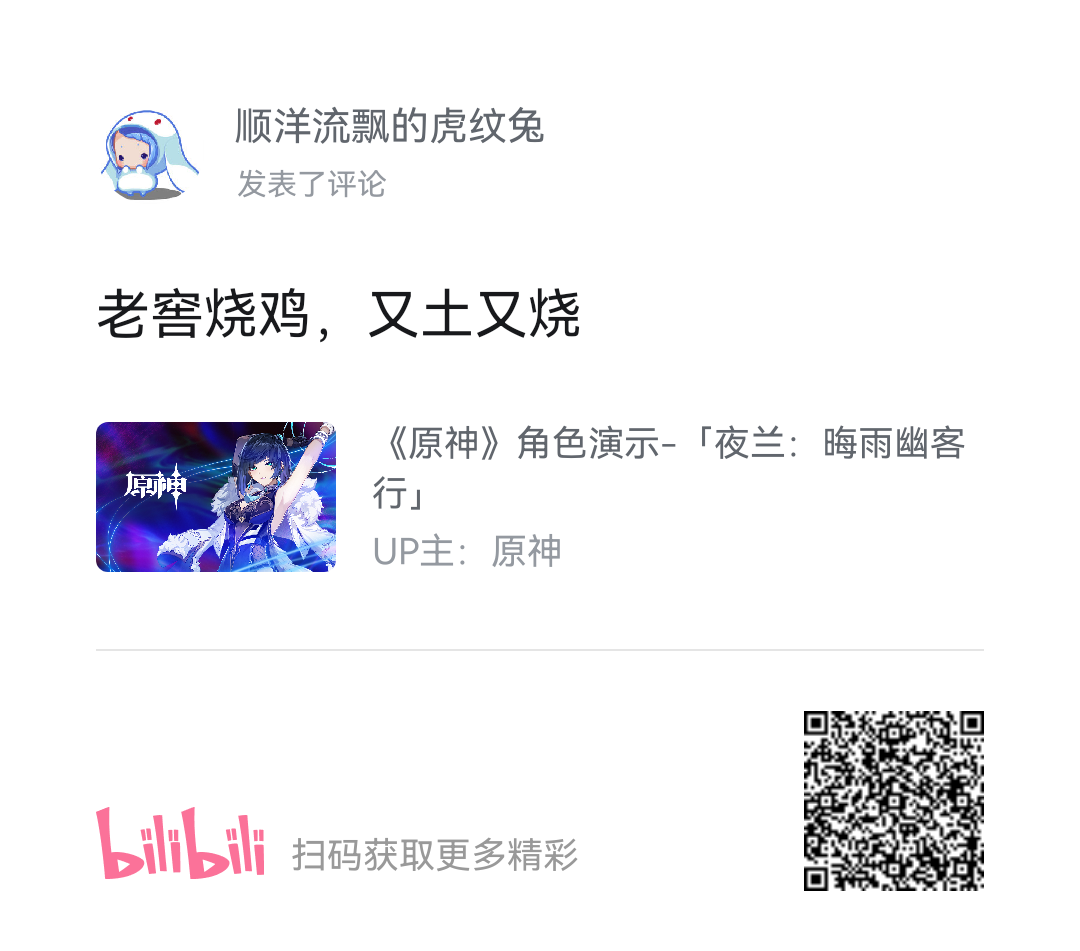 顺洋流飘的虎纹兔
发表了评论
老窖烧鸡，又土又烧
原神
《原神》角色演示-「夜兰：晦雨幽客
行」
UP主：原神
bilibili
扫码获取更多精彩